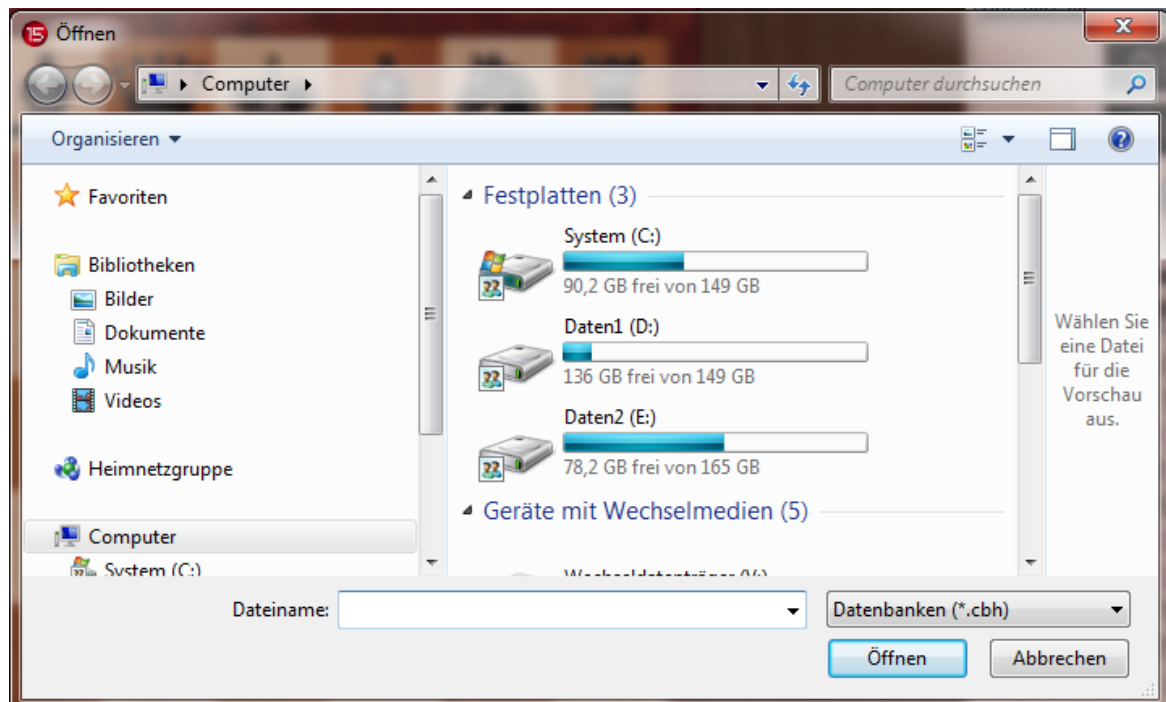 15 Öffnen
Computer
Computer durchsuchen
Organisieren
Favoriten
Bibliotheken
Bilder
Dokumente
Musik
Videos
Heimnetzgruppe
Computer
System (C:)
Festplatten (3)
System (C:)
90,2 GB frei von 149 GB
Daten1 (D:)
136 GB frei von 149 GB
Daten2 (E:)
78,2 GB frei von 165 GB
Geräte mit Wechselmedien (5)
Wählen Sie
eine Datei
für die
Vorschau
aus.
Dateiname:
Datenbanken (*.cbh)
Öffnen
Abbrechen